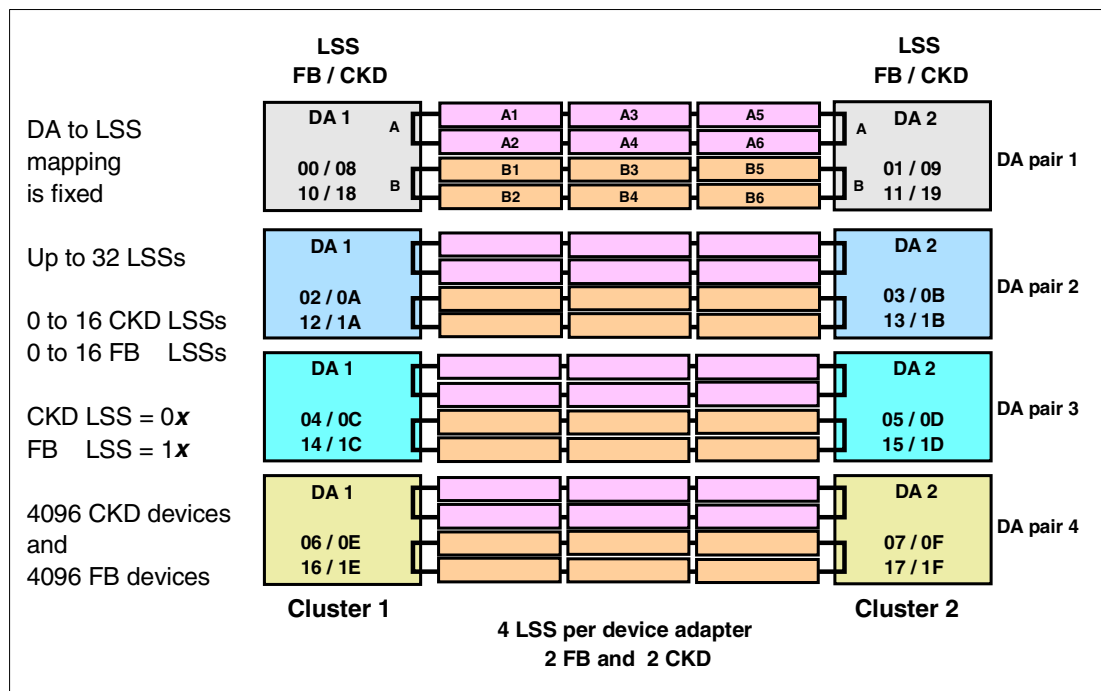 LSS
FB / CKD
LSS
FB / CKD
DA to LSS
mapping
is fixed
Up to 32 LSSs
0 to 16 CKD LSSs
0 to 16 FB LSSs
CKD LSS = 0x
FB LSS = 1x
4096 CKD devices
and
4096 FB devices
DA 1
A
00 / 08
10 / 18
B
A1 A3 A5
A2 A4 A6
B1 B3 B5
B2 B4 B6
DA 2
A
01 / 09
B
11 / 19
DA pair 1
DA 1
02 / 0A
12 / 1A
DA 2
03 / 0B
13 / 1B
DA pair 2
DA 1
04 / 0C
14 / 1C
DA 2
05 / 0D
15 / 1D
DA pair 3
DA 1
06 / 0E
16 / 1E
DA 2
07 / 0F
17 / 1F
DA pair 4
Cluster 1
Cluster 2
4 LSS per device adapter
2 FB and 2 CKD